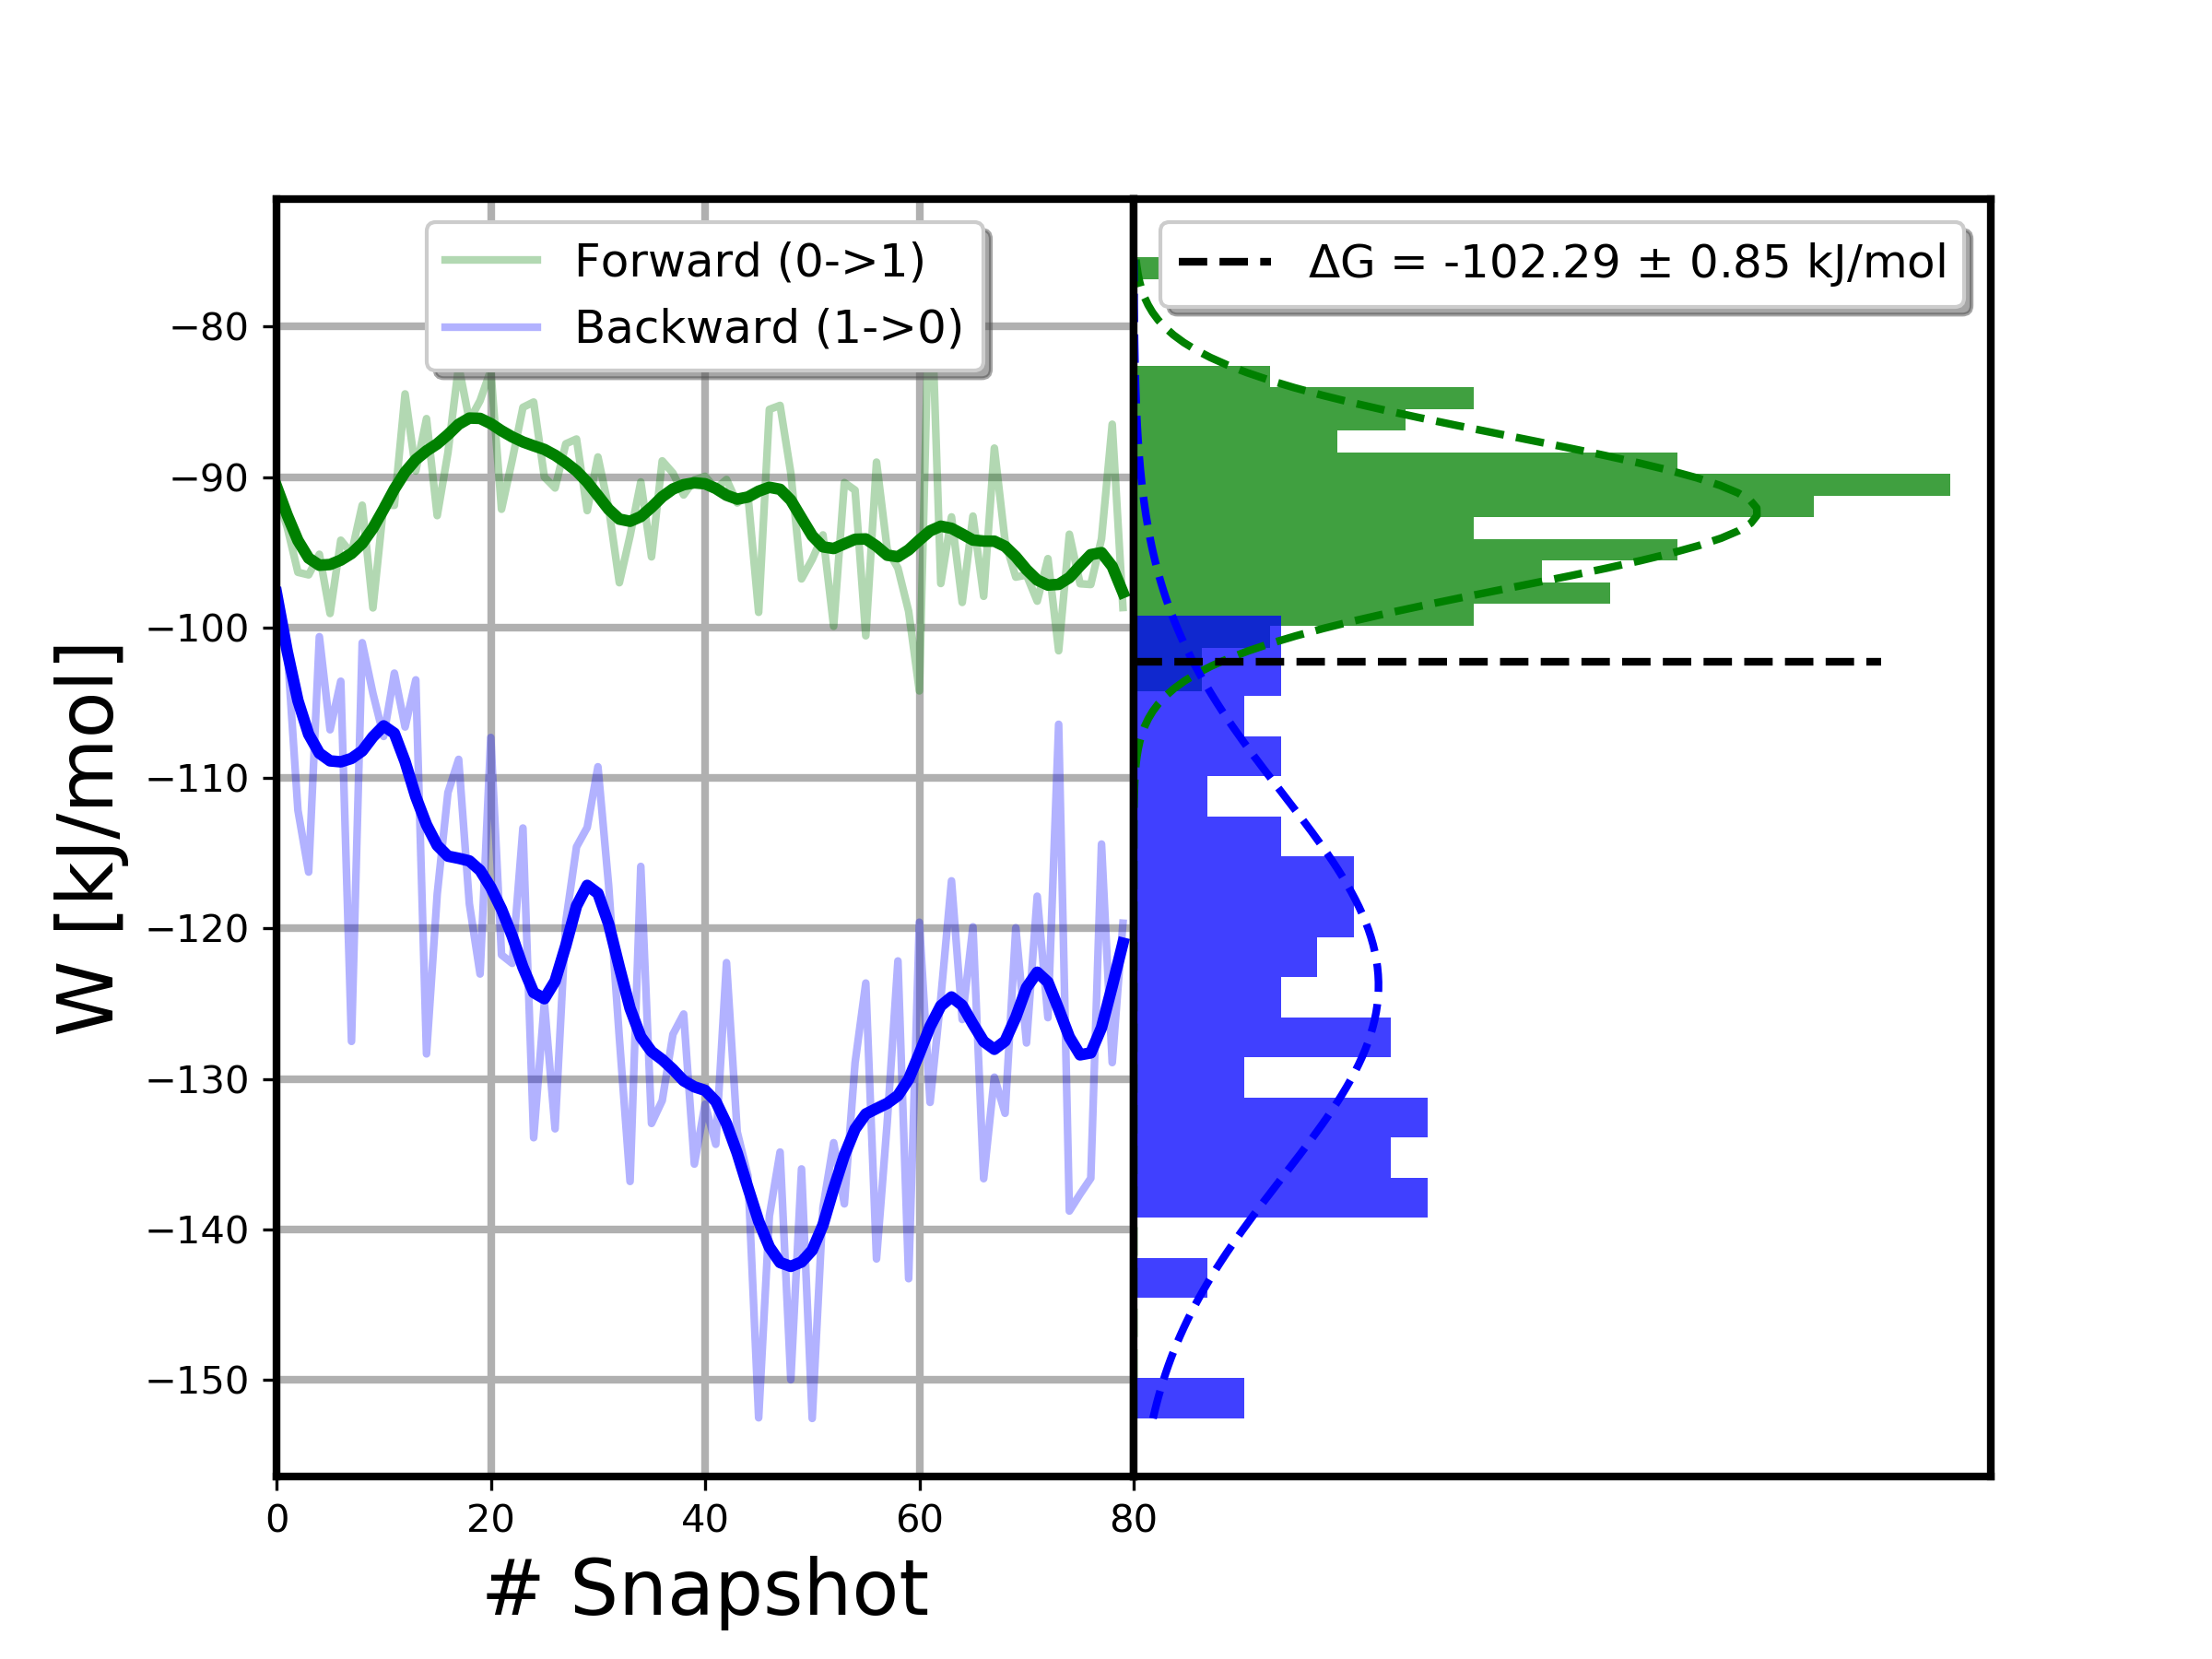 Forward (0->1)
Backward (1->0)
ΔG = -102.29 ± 0.85 kJ/mol
−80
−90
−100
−110
−120
−130
−140
−150
W [kJ/mol]
0 20 40 60 80
# Snapshot